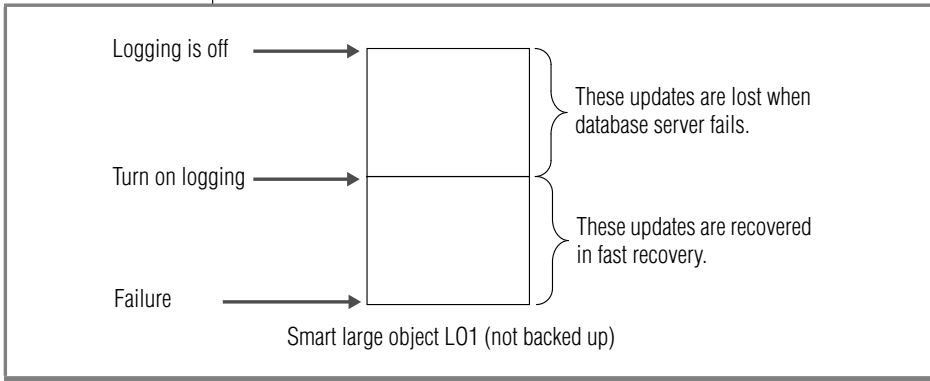 Logging is off
These updates are lost when
database server fails.
Turn on logging
These updates are recovered
in fast recovery.
Failure
Smart large object LO1 (not backed up)